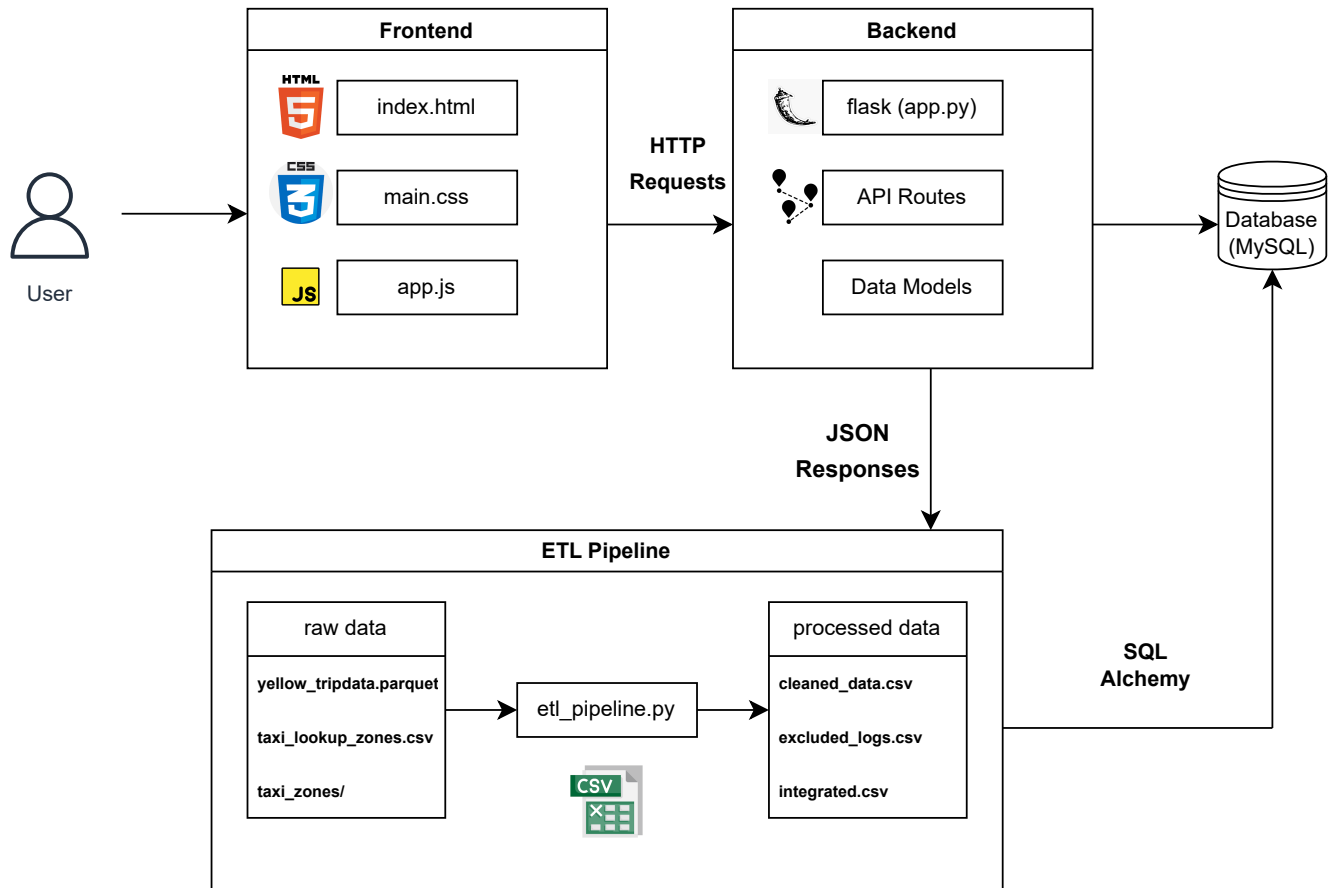 Frontend
HTML
5
index.html
CSS
3
main.css
JS
app.js
User
HTTP
Requests
Backend
flask (app.py)
API Routes
Data Models
Database
(MySQL)
JSON
Responses
ETL Pipeline
raw data
yellow_tripdata.parquet
taxi_lookup_zones.csv
taxi_zones/
etl_pipeline.py
CSV
processed data
cleaned_data.csv
excluded_logs.csv
integrated.csv
SQL
Alchemy